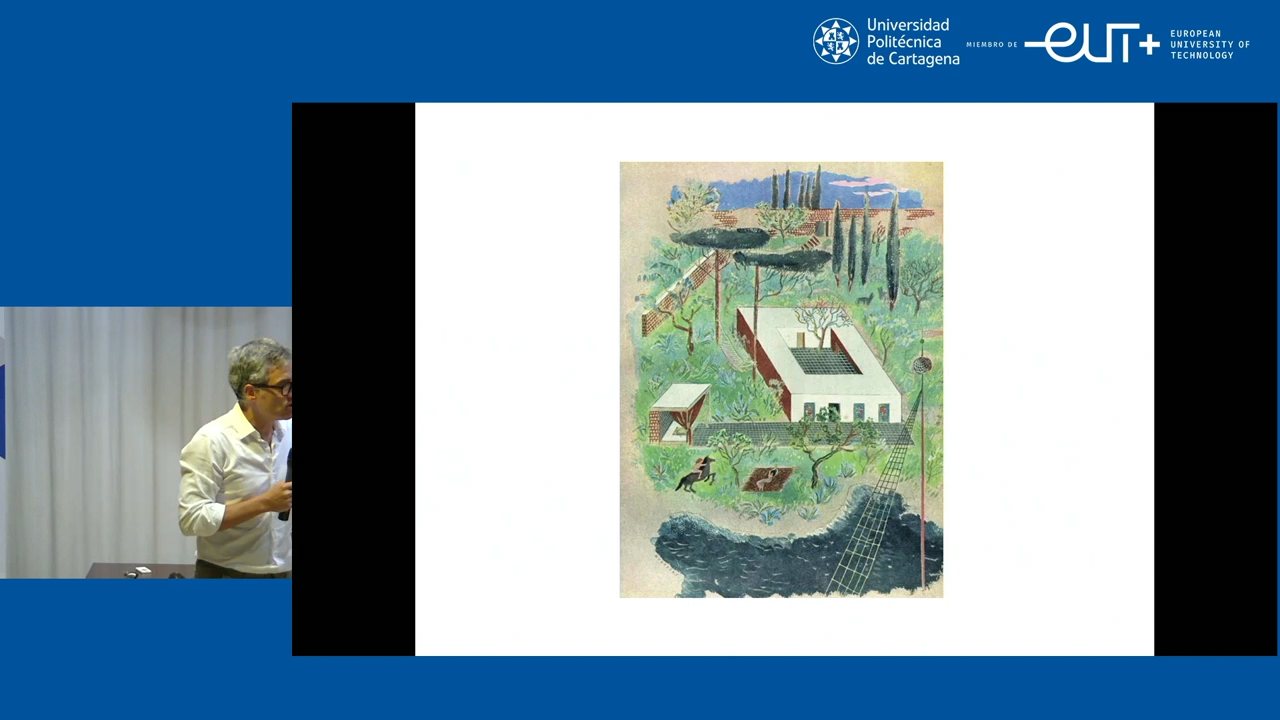 Universidad
Politécnica
de Cartagena
MIEMBRO DE
EUT+
EUROPEAN
UNIVERSITY OF
TECHNOLOGY